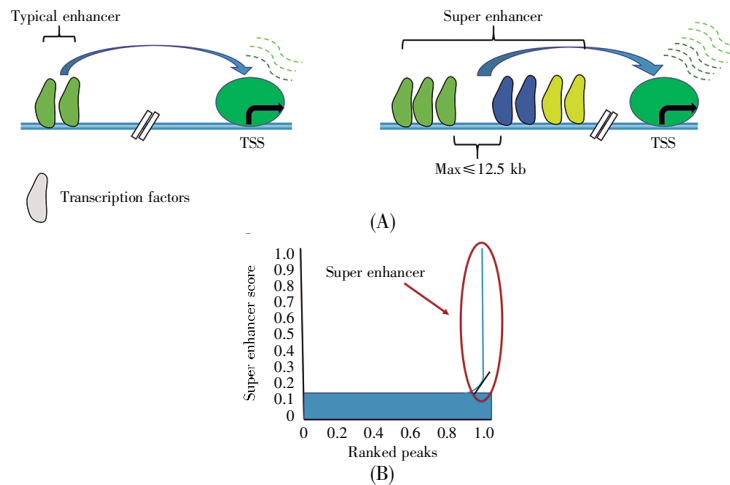 Typical enhancer
Super enhancer
TSS
TSS
Max≤12.5 kb
Transcription factors
(A)
Super enhancer score
1.0
0.9
0.8
0.7
0.6
0.5
0.4
0.3
0.2
0.1
0
Super enhancer
0 0.2 0.4 0.6 0.8 1.0
Ranked peaks
(B)